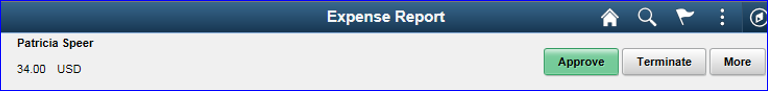 Expense Report
Patricia Speer
34.00 USD
Approve Terminate More